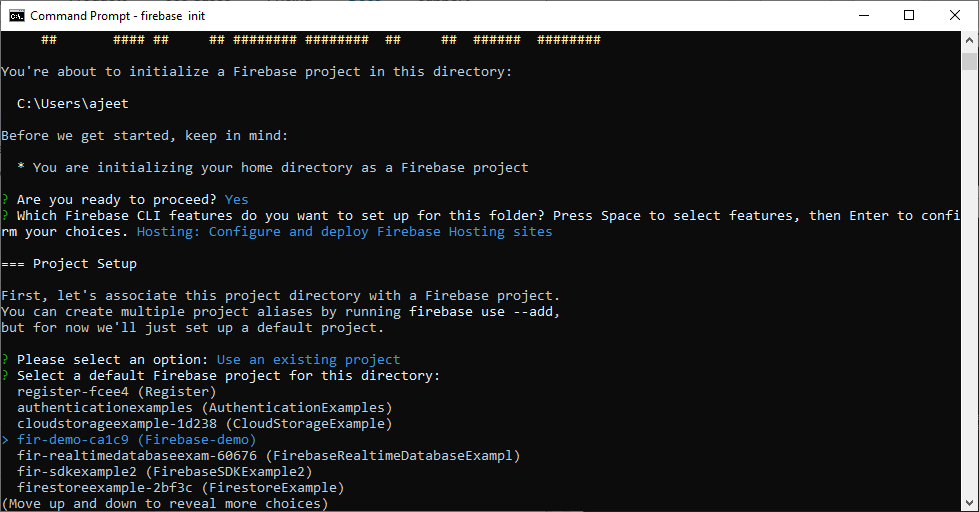 Command Prompt - firebase  init
     ##       #### ##     ## ######## ########  ##     ##  ######  ########
You're about to initialize a Firebase project in this directory:
  C:\Users\ajeet
Before we get started, keep in mind:
  * You are initializing your home directory as a Firebase project
? Are you ready to proceed? Yes
? Which Firebase CLI features do you want to set up for this folder? Press Space to select features, then Enter to confi
rm your choices. Hosting: Configure and deploy Firebase Hosting sites
=== Project Setup
First, let's associate this project directory with a Firebase project.
You can create multiple project aliases by running firebase use --add,
but for now we'll just set up a default project.
? Please select an option: Use an existing project
? Select a default Firebase project for this directory:
  register-fcee4 (Register)
  authenticationexamples (AuthenticationExamples)
  cloudstorageexample-1d238 (CloudStorageExample)
> fir-demo-ca1c9 (Firebase-demo)
  fir-realtimedatabaseexam-60676 (FirebaseRealtimeDatabaseExampl)
  fir-sdkexample2 (FirebaseSDKExample2)
  firestoreexample-2bf3c (FirestoreExample)
(Move up and down to reveal more choices)